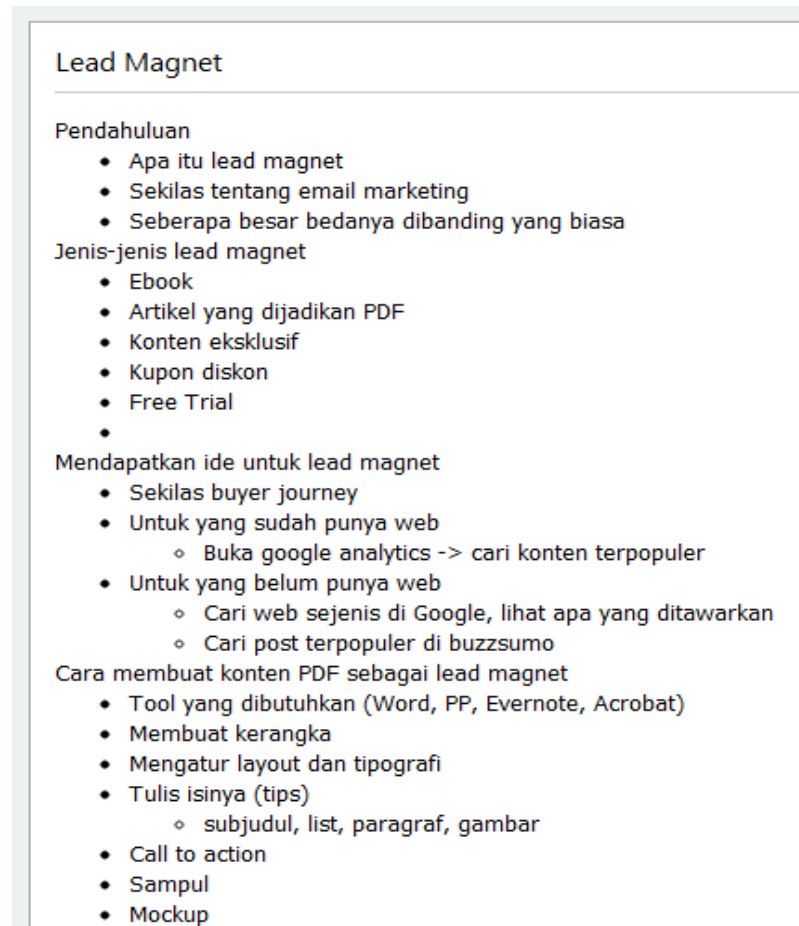 Lead Magnet
Pendahuluan
• Apa itu lead magnet
• Sekilas tentang email marketing
• Seberapa besar bedanya dibanding yang biasa
Jenis-jenis lead magnet
• Ebook
• Artikel yang dijadikan PDF
• Konten eksklusif
• Kupon diskon
• Free Trial
•
Mendapatkan ide untuk lead magnet
• Sekilas buyer journey
• Untuk yang sudah punya web
◦ Buka google analytics -> cari konten terpopuler
• Untuk yang belum punya web
◦ Cari web sejenis di Google, lihat apa yang ditawarkan
◦ Cari post terpopuler di buzzsumo
Cara membuat konten PDF sebagai lead magnet
• Tool yang dibutuhkan (Word, PP, Evernote, Acrobat)
• Membuat kerangka
• Mengatur layout dan tipografi
• Tulis isinya (tips)
◦ subjudul, list, paragraf, gambar
• Call to action
• Sampul
• Mockup